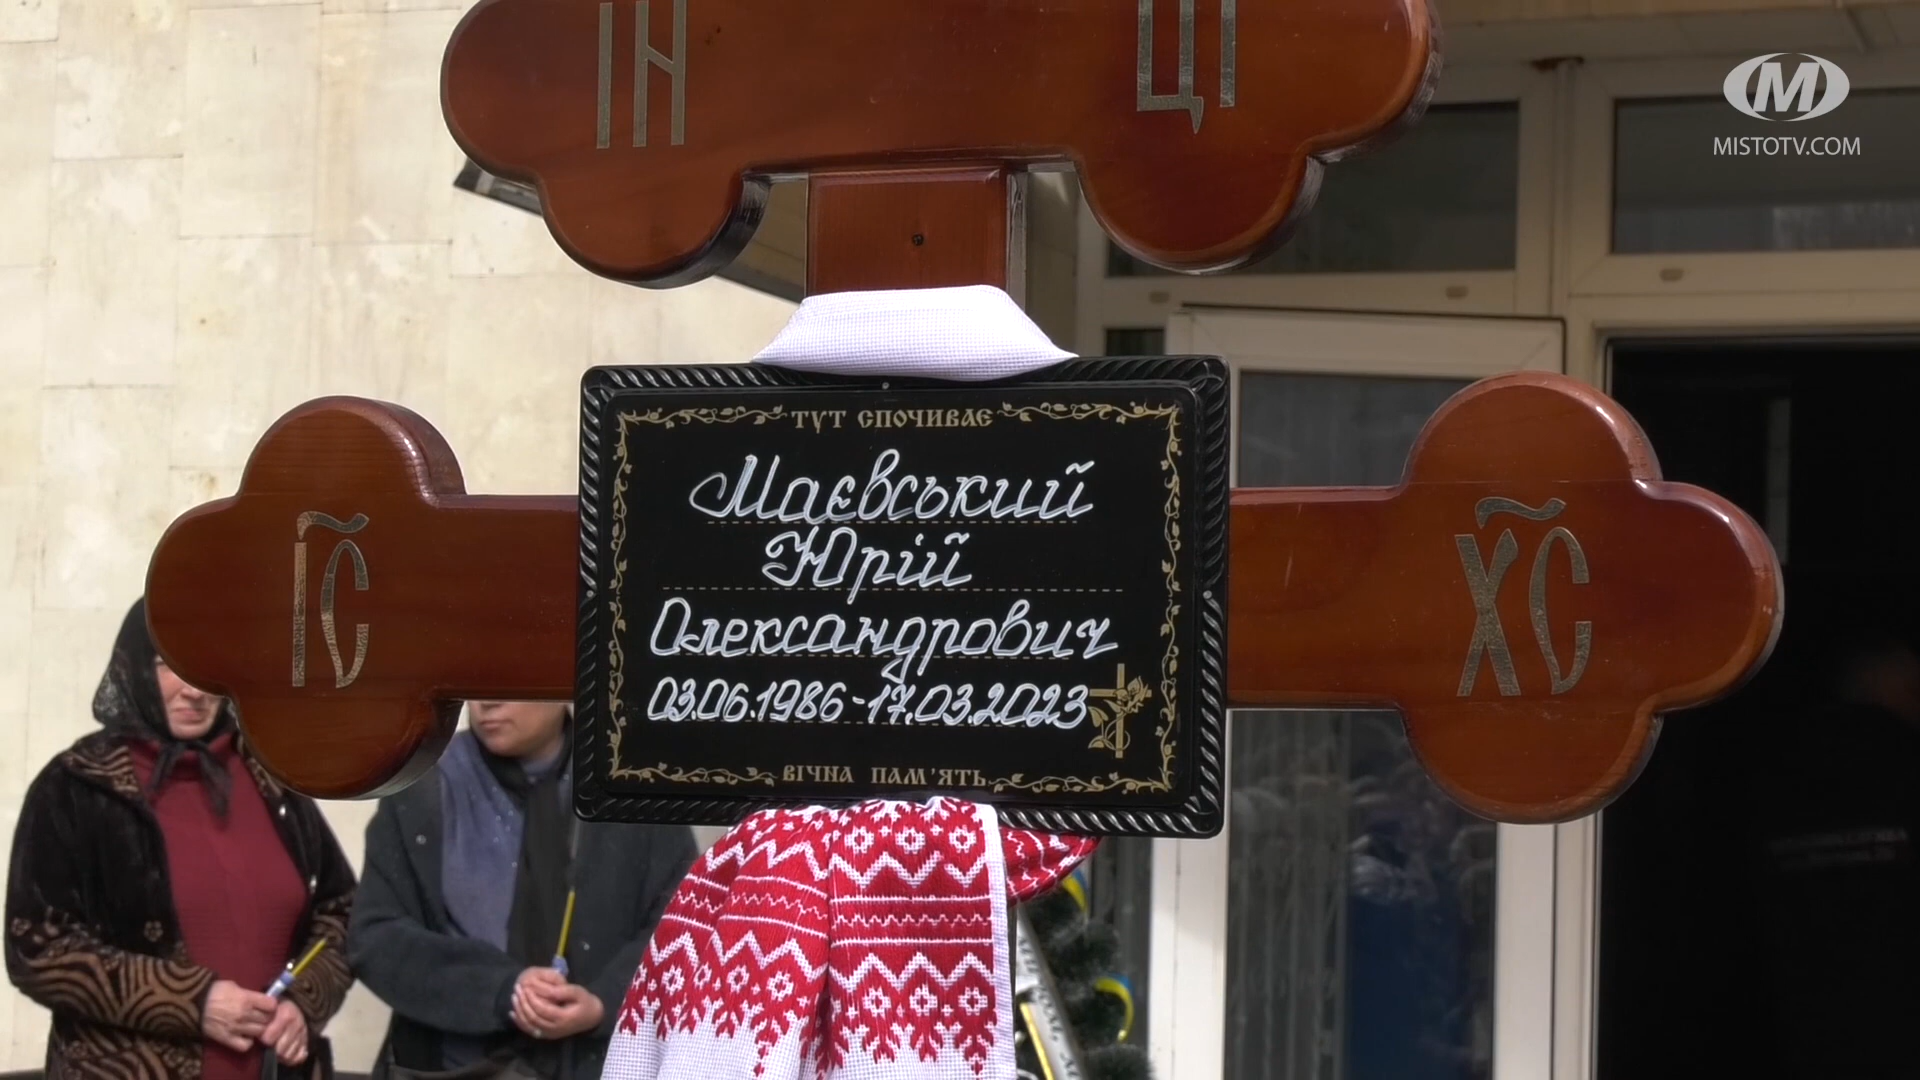 ІН ЦІ
MISTOTV.COM
ТУТ СПОЧИВАЄ
Маєвський
Юрій
Олександрович
03.06.1986-17.03.2023
ВІЧНА ПАМ'ЯТЬ
ІС ХС